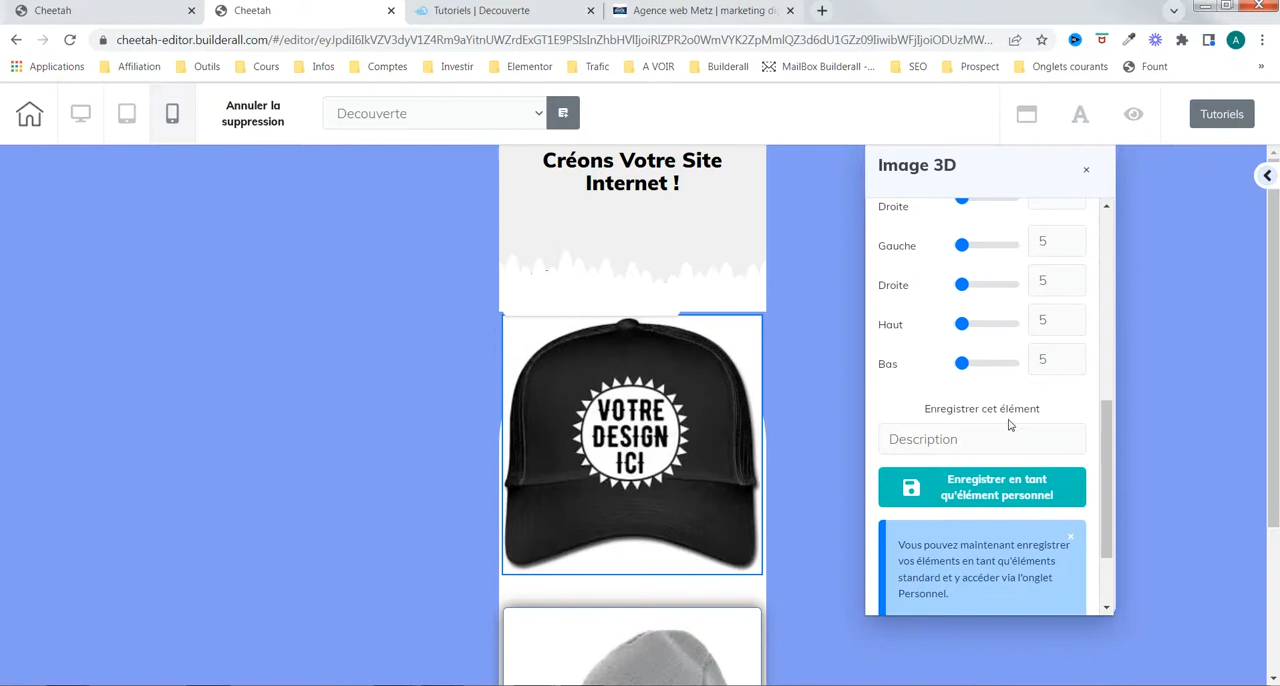 Cheetah
Cheetah
Tutoriels | Decouverte
Agence web Metz | marketing di
cheetah-editor.builderall.com/#/editor/
Applications
Affiliation
Outils
Cours
Infos
Comptes
Investir
Elementor
Trafic
A VOIR
Builderall
MailBox Builderall -...
SEO
Prospect
Onglets courants
Fount
»
Annuler la
suppression
Decouverte
A
Tutoriels
Créons Votre Site
Internet !
VOTRE
DESIGN
ICI
Image 3D
×
Droite
Gauche
5
Droite
5
Haut
5
Bas
5
Enregistrer cet élément
Description
Enregistrer en tant
qu'élément personnel
Vous pouvez maintenant enregistrer
vos éléments en tant qu'éléments
standard et y accéder via l'onglet
Personnel.